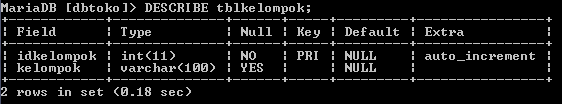 MariaDB [dbtoko]> DESCRIBE tblkelompok;
+------------+--------------+------+-----+---------+----------------+
| Field      | Type         | Null | Key | Default | Extra          |
+------------+--------------+------+-----+---------+----------------+
| idkelompok | int(11)      | NO   | PRI | NULL    | auto_increment |
| kelompok   | varchar(100) | YES  |     | NULL    |                |
+------------+--------------+------+-----+---------+----------------+
2 rows in set (0.18 sec)